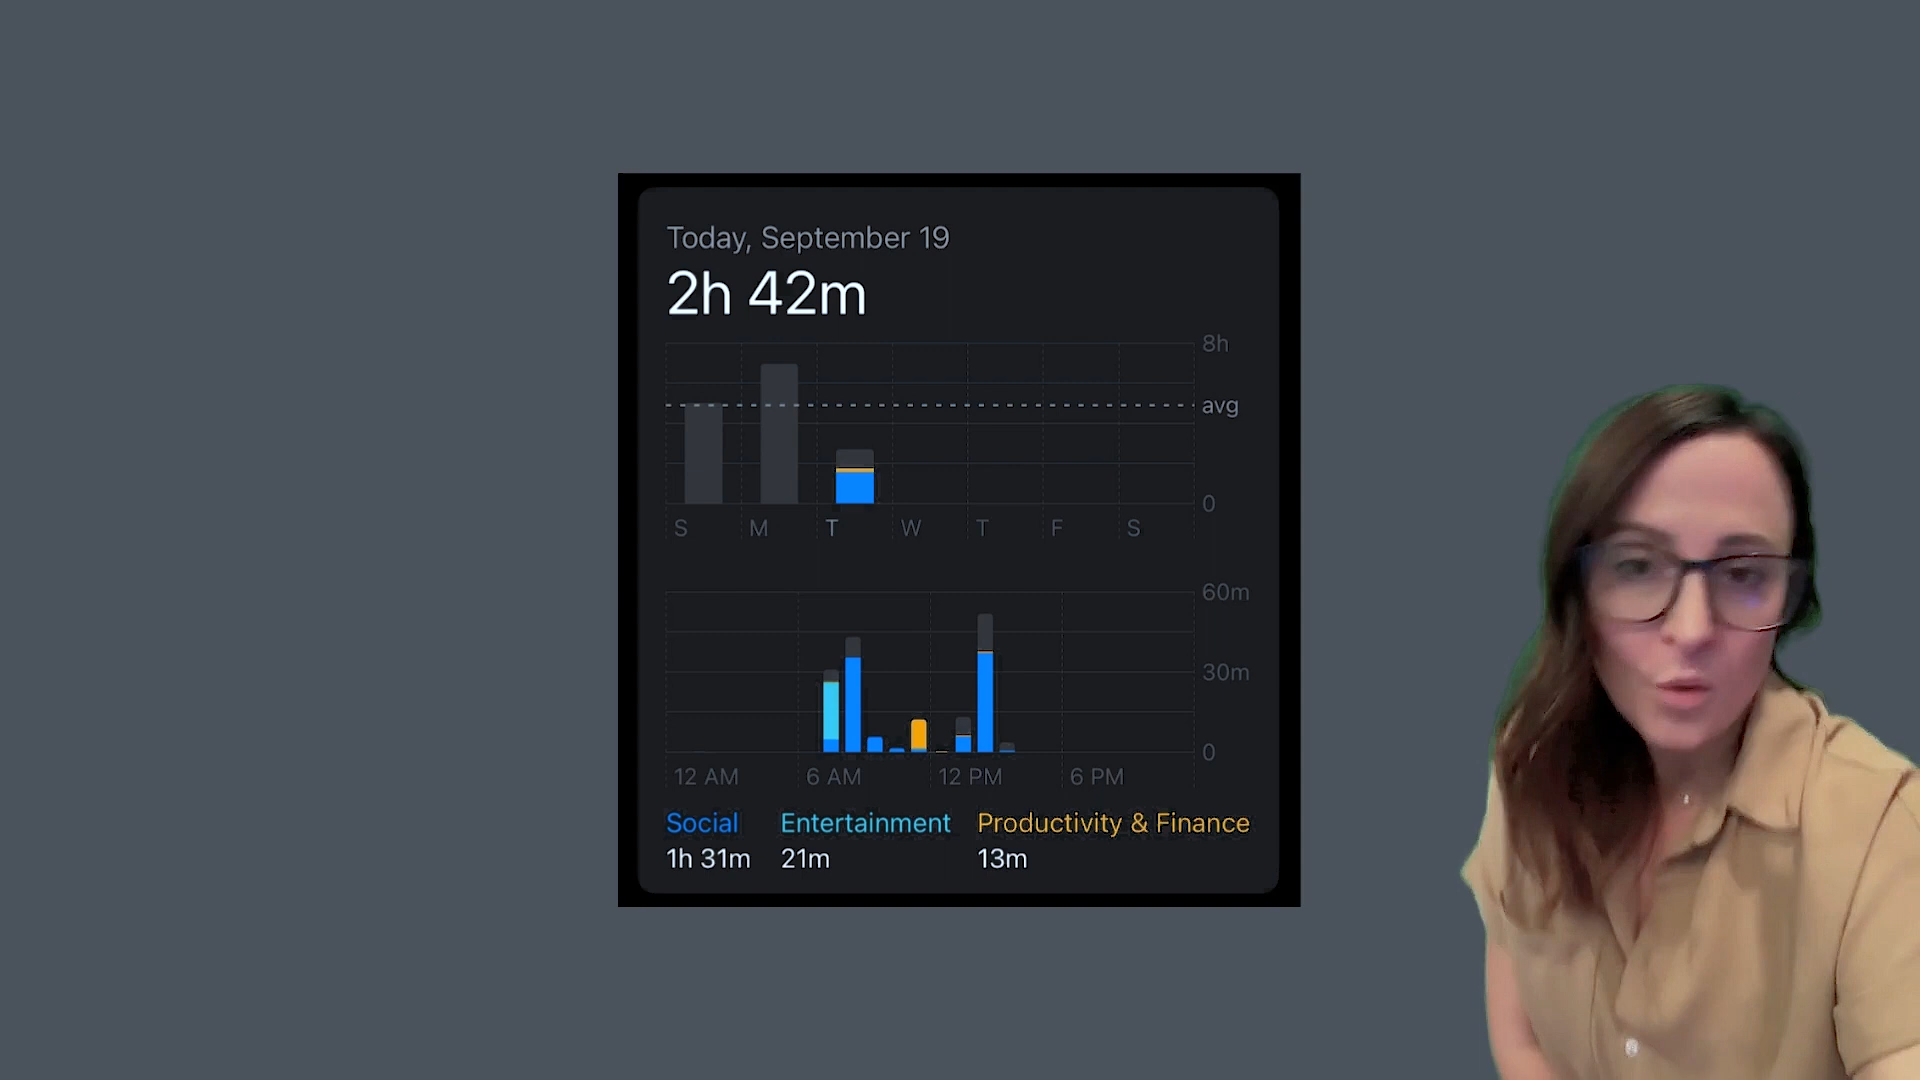 Today, September 19
2h 42m
8h
avg
0
S M T W T F S
60m
30m
0
12 AM 6 AM 12 PM 6 PM
Social Entertainment Productivity & Finance
1h 31m 21m 13m